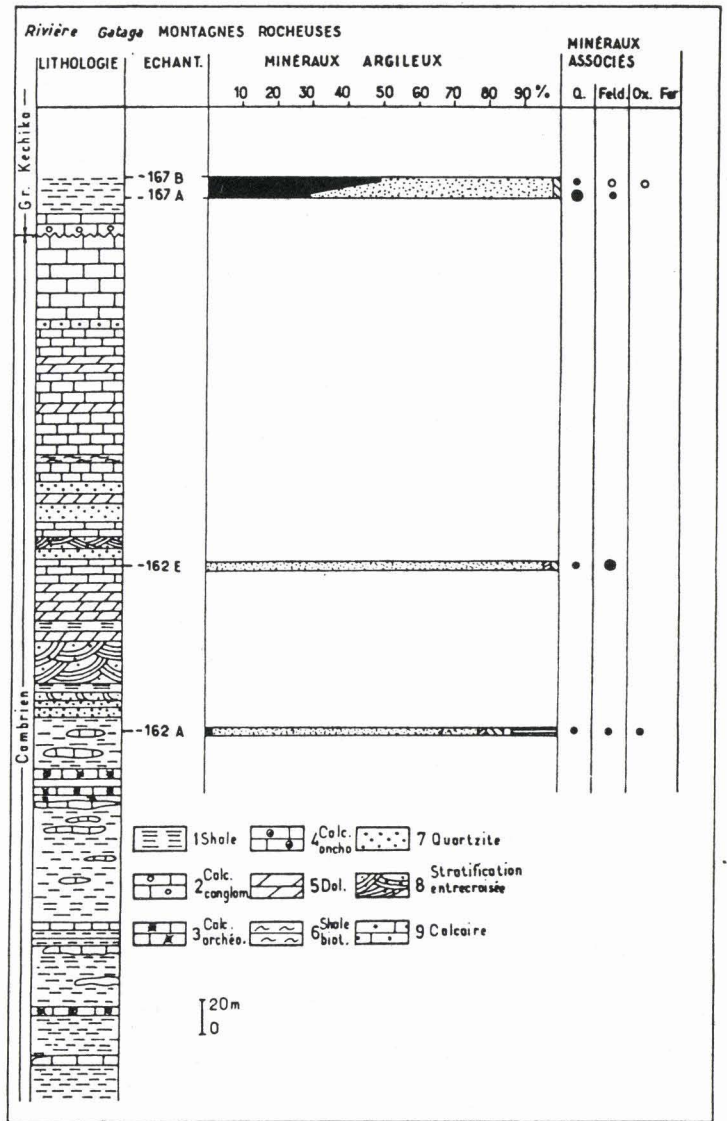 Rivière Gataga MONTAGNES ROCHEUSES
LITHOLOGIE ECHANT. MINÉRAUX ARGILEUX MINÉRAUX ASSOCIÉS
10 20 30 40 50 60 70 80 90 % Q. Feld. Ox. Fer
Gr. Kechika
-167 B
-167 A
-162 E
Cambrien
-162 A
1 Shale
4 Calc. oncho
7 Quartzite
2 Calc. conglom.
5 Dol.
8 Stratification entrecroisée
3 Calc. archéo.
6 Shale biot.
9 Calcaire
20m
0